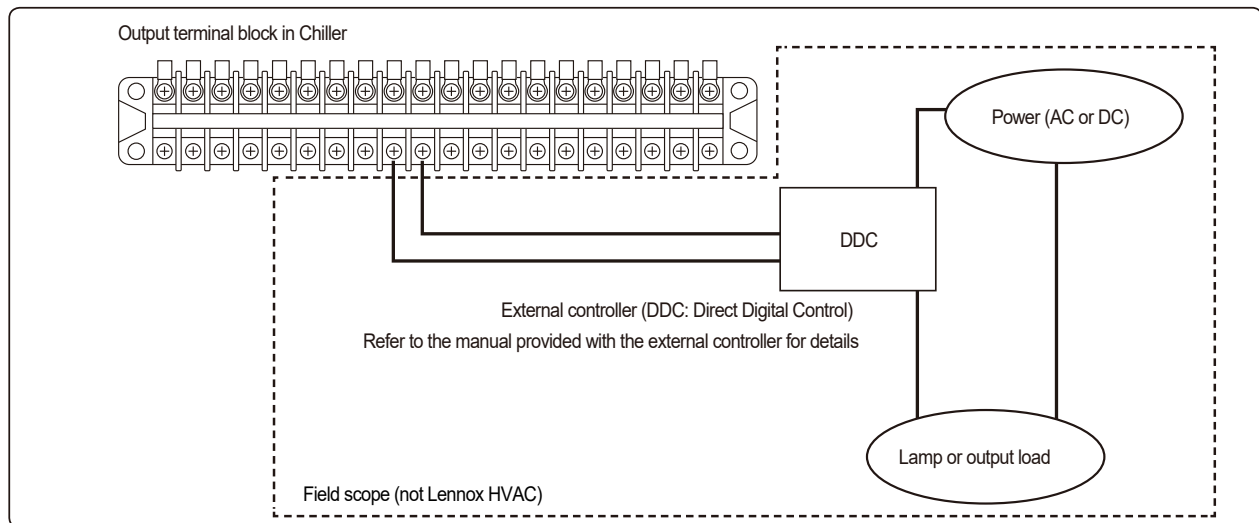 Output terminal block in Chiller
Power (AC or DC)
DDC
External controller (DDC: Direct Digital Control)
Refer to the manual provided with the external controller for details
Lamp or output load
Field scope (not Lennox HVAC)